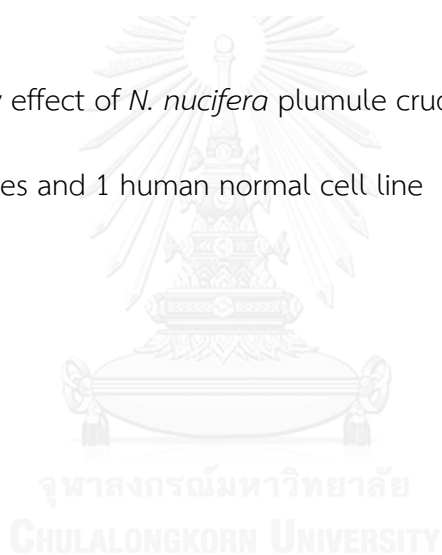 effect of N. nucifera plumule
es and 1 human normal cell line
จุฬาลงกรณ์มหาวิทยาลัย
CHULALONGKORN UNIVERSITY